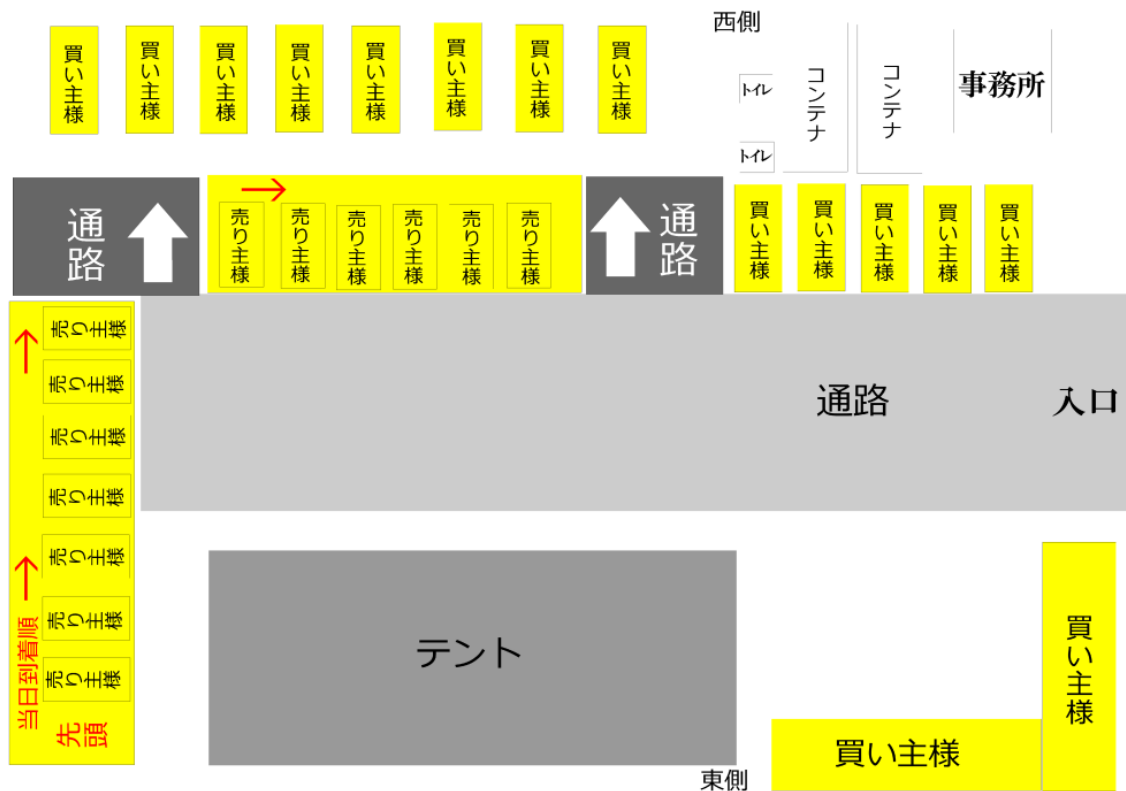 西側
買い主様
買い主様
買い主様
買い主様
買い主様
買い主様
買い主様
買い主様
トイレ
トイレ
コンテナ
コンテナ
事務所
通路
売り主様
売り主様
売り主様
売り主様
売り主様
売り主様
通路
買い主様
買い主様
買い主様
買い主様
買い主様
売り主様
売り主様
売り主様
売り主様
売り主様
売り主様
売り主様
当日到着順
先頭
通路
入口
テント
買い主様
買い主様
東側